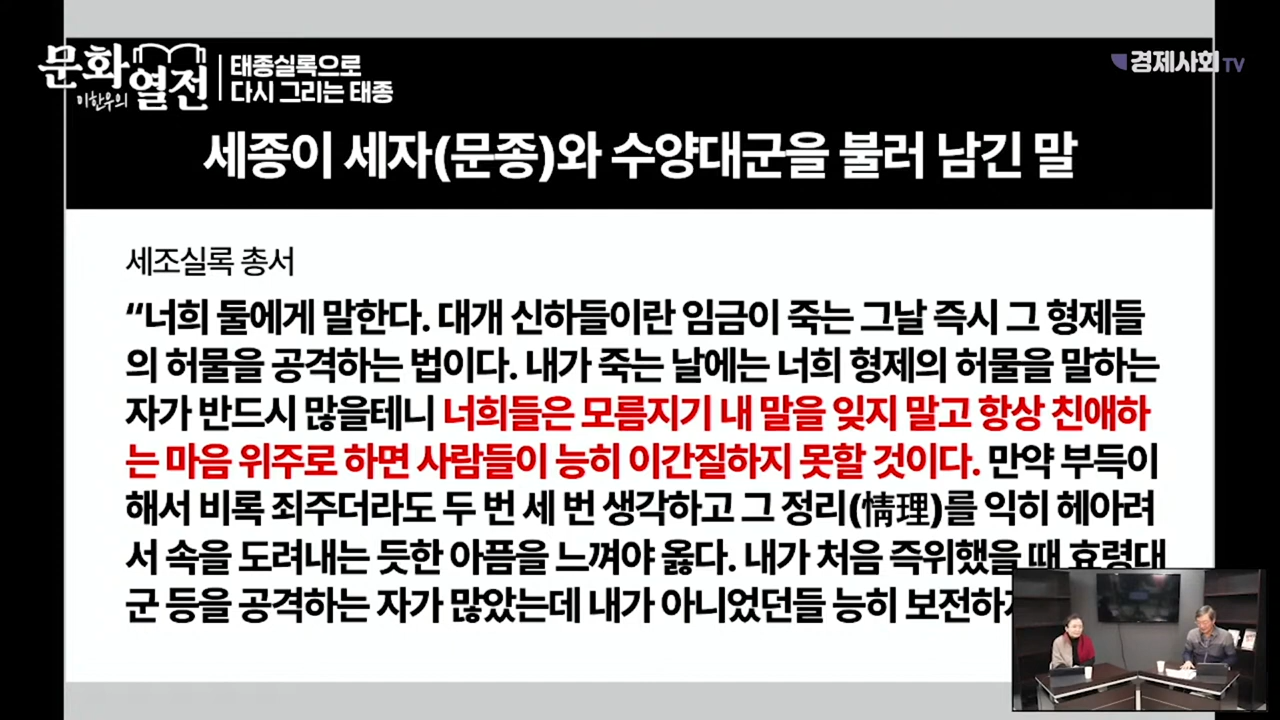 문화
이한우의 열전
태종실록으로
다시 그리는 태종
경제사회TV
세종이 세자(문종)와 수양대군을 불러 남긴 말
세조실록 총서
“너희 둘에게 말한다. 대개 신하들이란 임금이 죽는 그날 즉시 그 형제들
의 허물을 공격하는 법이다. 내가 죽는 날에는 너희 형제의 허물을 말하는
자가 반드시 많을테니 너희들은 모름지기 내 말을 잊지 말고 항상 친애하
는 마음 위주로 하면 사람들이 능히 이간질하지 못할 것이다. 만약 부득이
해서 비록 죄주더라도 두 번 세 번 생각하고 그 정리(情理)를 익히 헤아려
서 속을 도려내는 듯한 아픔을 느껴야 옳다. 내가 처음 즉위했을 때 효령대
군 등을 공격하는 자가 많았는데 내가 아니었던들 능히 보전하